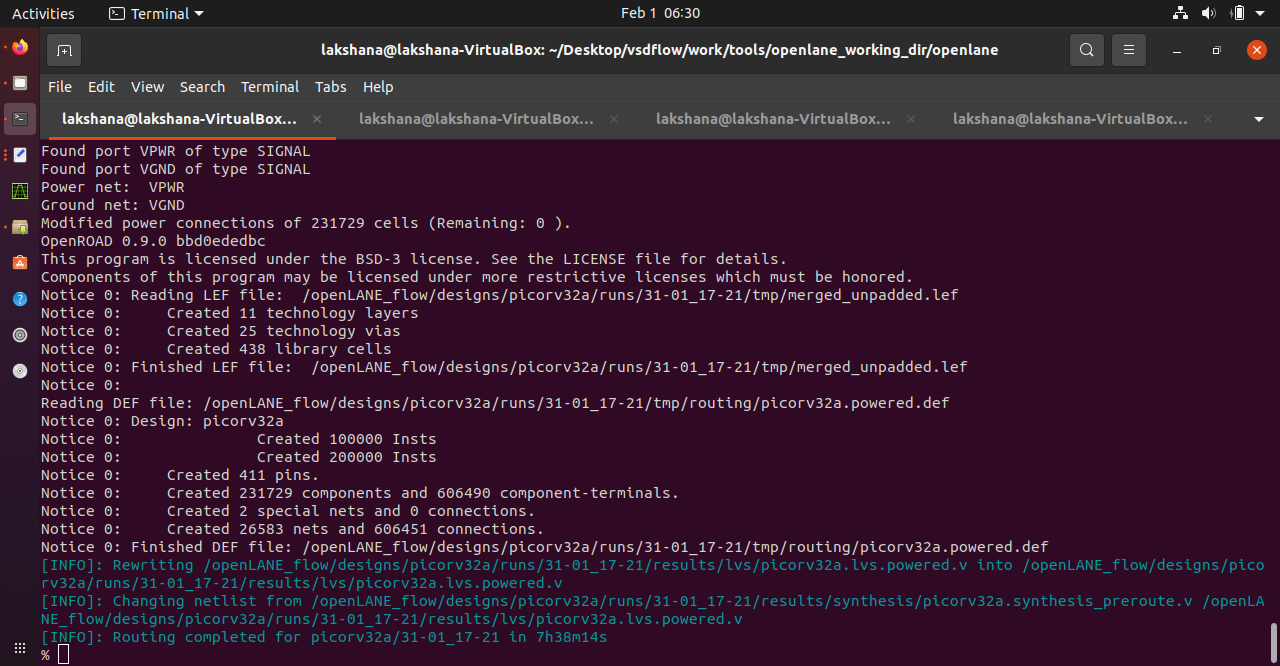 Activities
Terminal
Feb 1 06:30
lakshana@lakshana-VirtualBox: ~/Desktop/vsdflow/work/tools/openlane_working_dir/openlane
File Edit View Search Terminal Tabs Help
lakshana@lakshana-VirtualBox... × lakshana@lakshana-VirtualBox... × lakshana@lakshana-VirtualBox... × lakshana@lakshana-VirtualBox... ×
Found port VPWR of type SIGNAL
Found port VGND of type SIGNAL
Power net:  VPWR
Ground net: VGND
Modified power connections of 231729 cells (Remaining: 0 ).
OpenROAD 0.9.0 bbd0ededbc
This program is licensed under the BSD-3 license. See the LICENSE file for details.
Components of this program may be licensed under more restrictive licenses which must be honored.
Notice 0: Reading LEF file:  /openLANE_flow/designs/picorv32a/runs/31-01_17-21/tmp/merged_unpadded.lef
Notice 0:     Created 11 technology layers
Notice 0:     Created 25 technology vias
Notice 0:     Created 438 library cells
Notice 0: Finished LEF file:  /openLANE_flow/designs/picorv32a/runs/31-01_17-21/tmp/merged_unpadded.lef
Notice 0:
Reading DEF file: /openLANE_flow/designs/picorv32a/runs/31-01_17-21/tmp/routing/picorv32a.powered.def
Notice 0: Design: picorv32a
Notice 0:               Created 100000 Insts
Notice 0:               Created 200000 Insts
Notice 0:     Created 411 pins.
Notice 0:     Created 231729 components and 606490 component-terminals.
Notice 0:     Created 2 special nets and 0 connections.
Notice 0:     Created 26583 nets and 606451 connections.
Notice 0: Finished DEF file: /openLANE_flow/designs/picorv32a/runs/31-01_17-21/tmp/routing/picorv32a.powered.def
[INFO]: Rewriting /openLANE_flow/designs/picorv32a/runs/31-01_17-21/results/lvs/picorv32a.lvs.powered.v into /openLANE_flow/designs/pico
rv32a/runs/31-01_17-21/results/lvs/picorv32a.lvs.powered.v
[INFO]: Changing netlist from /openLANE_flow/designs/picorv32a/runs/31-01_17-21/results/synthesis/picorv32a.synthesis_preroute.v /openLA
NE_flow/designs/picorv32a/runs/31-01_17-21/results/lvs/picorv32a.lvs.powered.v
[INFO]: Routing completed for picorv32a/31-01_17-21 in 7h38m14s
%